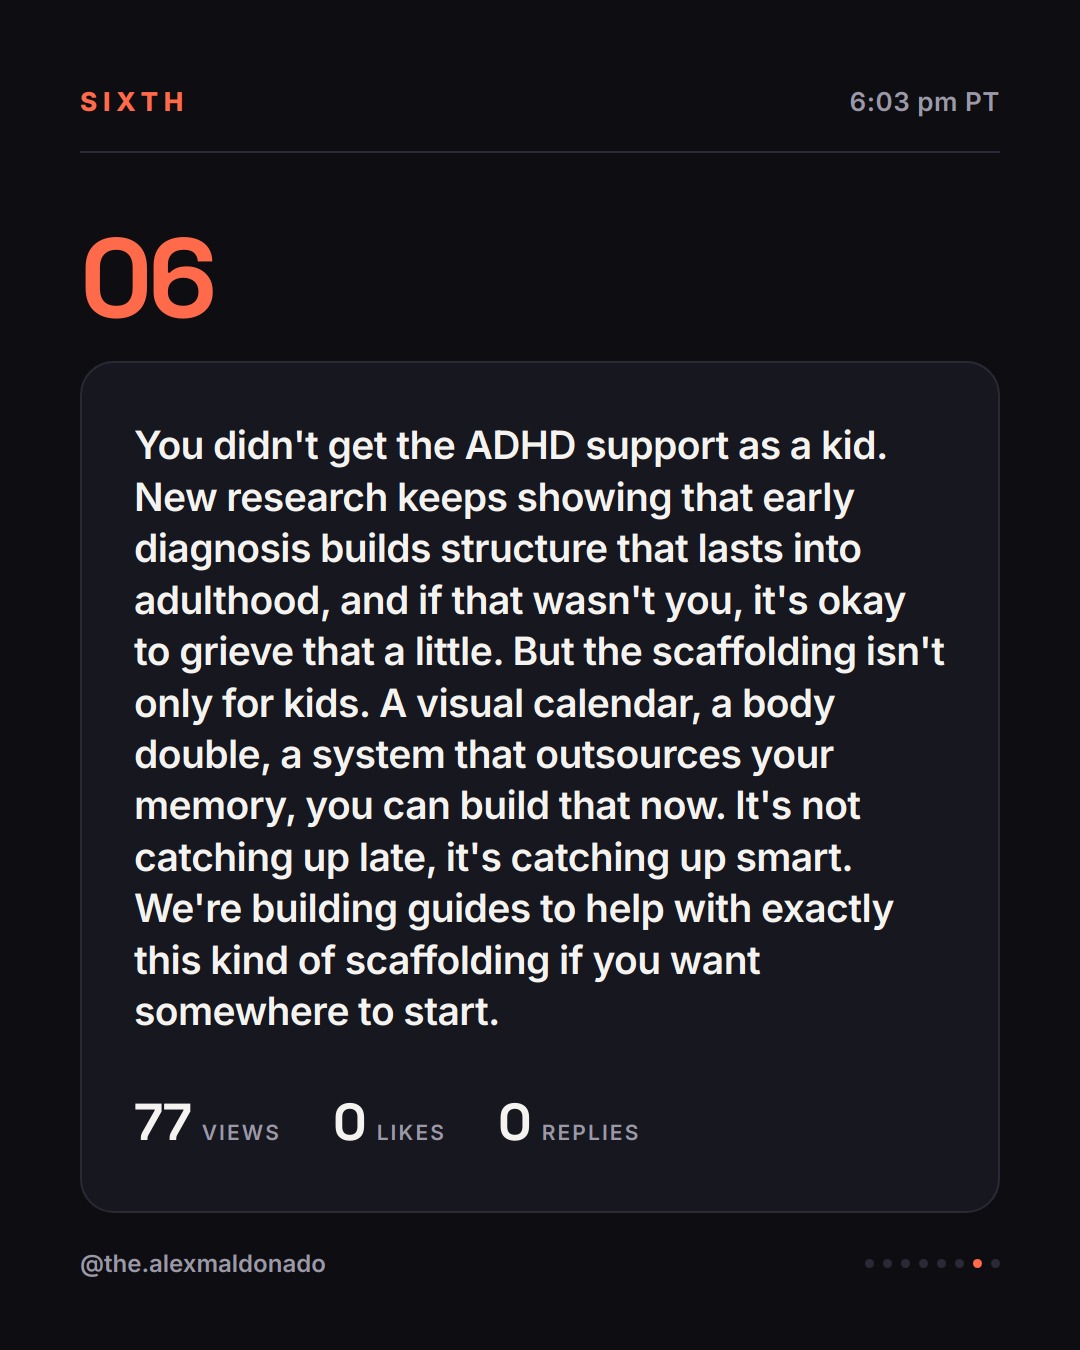 SIXTH
6:03 pm PT
06
You didn't get the ADHD support as a kid.
New research keeps showing that early
diagnosis builds structure that lasts into
adulthood, and if that wasn't you, it's okay
to grieve that a little. But the scaffolding isn't
only for kids. A visual calendar, a body
double, a system that outsources your
memory, you can build that now. It's not
catching up late, it's catching up smart.
We're building guides to help with exactly
this kind of scaffolding if you want
somewhere to start.
77 VIEWS 0 LIKES 0 REPLIES
@the.alexmaldonado